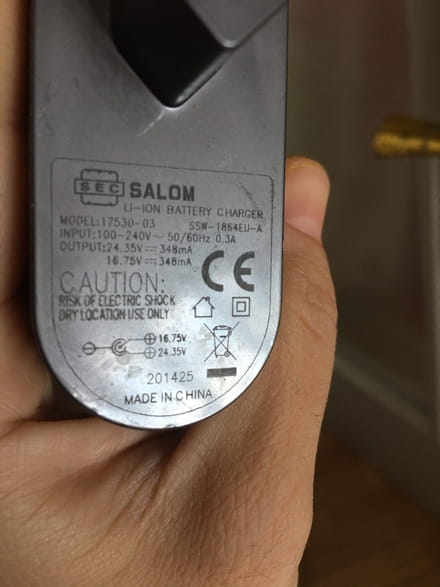 SEC SALOM
LI-ION BATTERY CHARGER
MODEL:17530-03 SSW-1864EU-A
INPUT:100-240V~ 50/60Hz 0.3A
OUTPUT:24.35V⎓ 348mA
16.75V⎓ 348mA
CE
CAUTION:
RISK OF ELECTRIC SHOCK
DRY LOCATION USE ONLY
16.75V
24.35V
201425
MADE IN CHINA